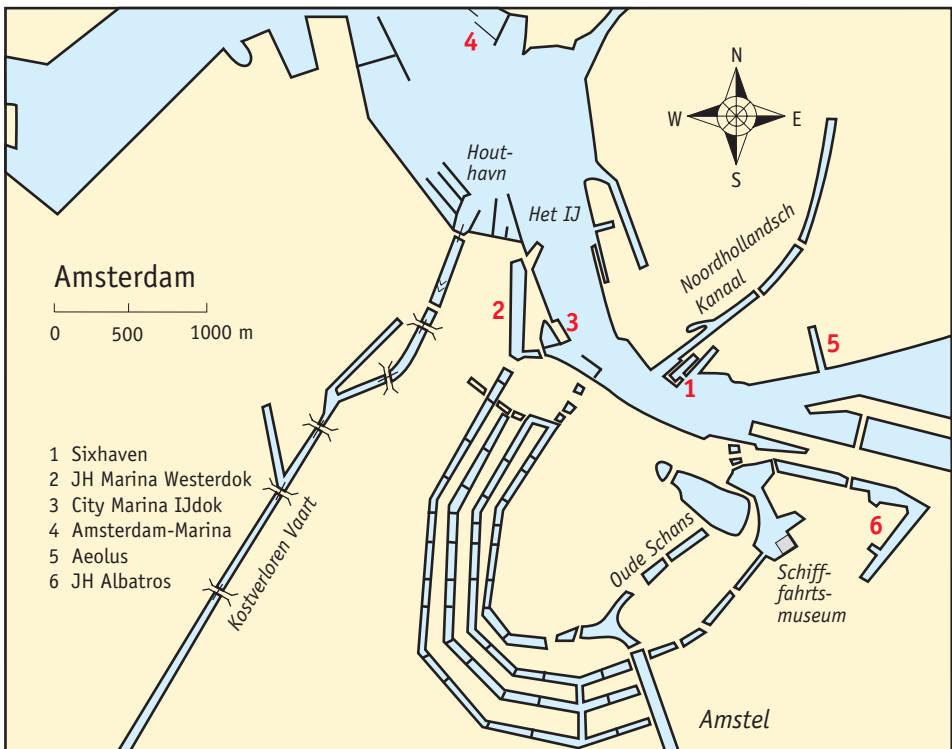 4
N
W
E
S
Hout-
havn
Het IJ
Noordhollandsch
Kanaal
Amsterdam
0 500 1000 m
2
3
5
1
1 Sixhaven
2 JH Marina Westerdok
3 City Marina IJdok
4 Amsterdam-Marina
5 Aeolus
6 JH Albatros
Kostverloren Vaart
Oude Schans
6
Schiff-
fahrts-
museum
Amstel